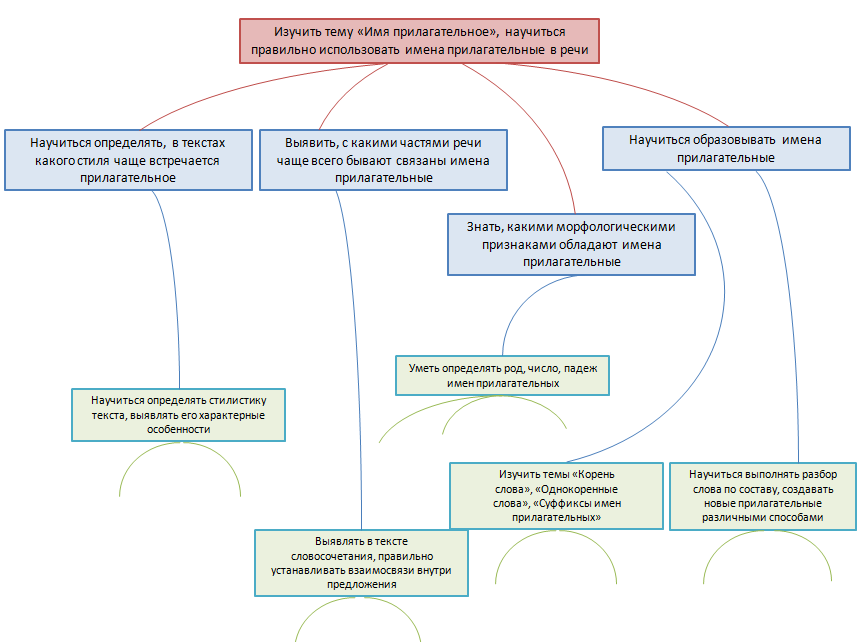 Изучить тему «Имя прилагательное», научиться
правильно использовать имена прилагательные в речи
Научиться определять, в текстах
какого стиля чаще встречается
прилагательное
Выявить, с какими частями речи
чаще всего бывают связаны имена
прилагательные
Научиться образовывать имена
прилагательные
Знать, какими морфологическими
признаками обладают имена
прилагательные
Уметь определять род, число, падеж
имен прилагательных
Научиться определять стилистику
текста, выявлять его характерные
особенности
Изучить темы «Корень
слова», «Однокоренные
слова», «Суффиксы имен
прилагательных»
Научиться выполнять разбор
слова по составу, создавать
новые прилагательные
различными способами
Выявлять в тексте
словосочетания, правильно
устанавливать взаимосвязи внутри
предложения